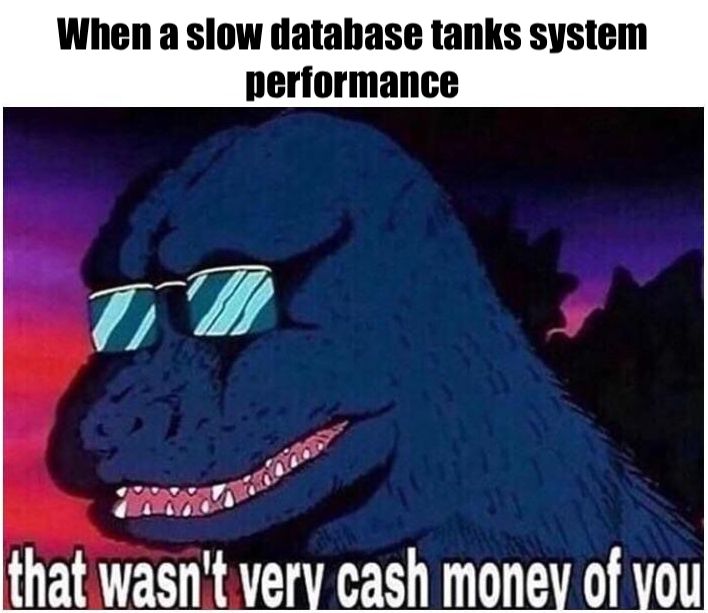 When a slow database tanks system
performance
that wasn't very cash money of you